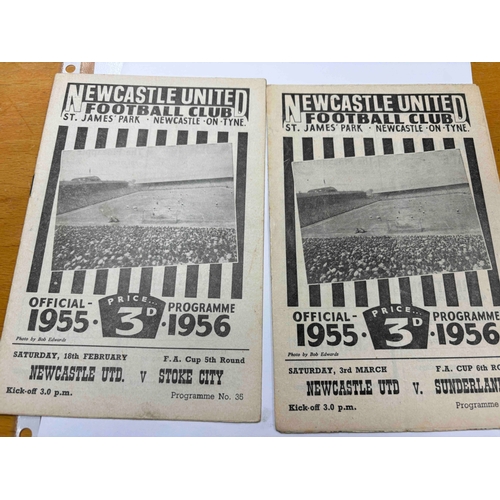 NEWCASTLE UNITED
FOOTBALL CLUB
ST. JAMES' PARK · NEWCASTLE-ON-TYNE.
OFFICIAL- PRICE... PROGRAMME
1955 · 3D · 1956
Photo by Bob Edwards
SATURDAY, 18th FEBRUARY F.A. CUP 5th Round
NEWCASTLE UTD. V STOKE CITY
Kick-off 3.0 p.m. Programme No. 35
NEWCASTLE UNITED
FOOTBALL CLUB
ST. JAMES' PARK · NEWCASTLE-ON-TYNE.
OFFICIAL- PRICE... PROGRAMME
1955 · 3D · 1956
Photo by Bob Edwards
SATURDAY, 3rd MARCH F.A. CUP 6th
NEWCASTLE UTD V. SUNDERLAN
Kick-off 3.0 p.m. Programme